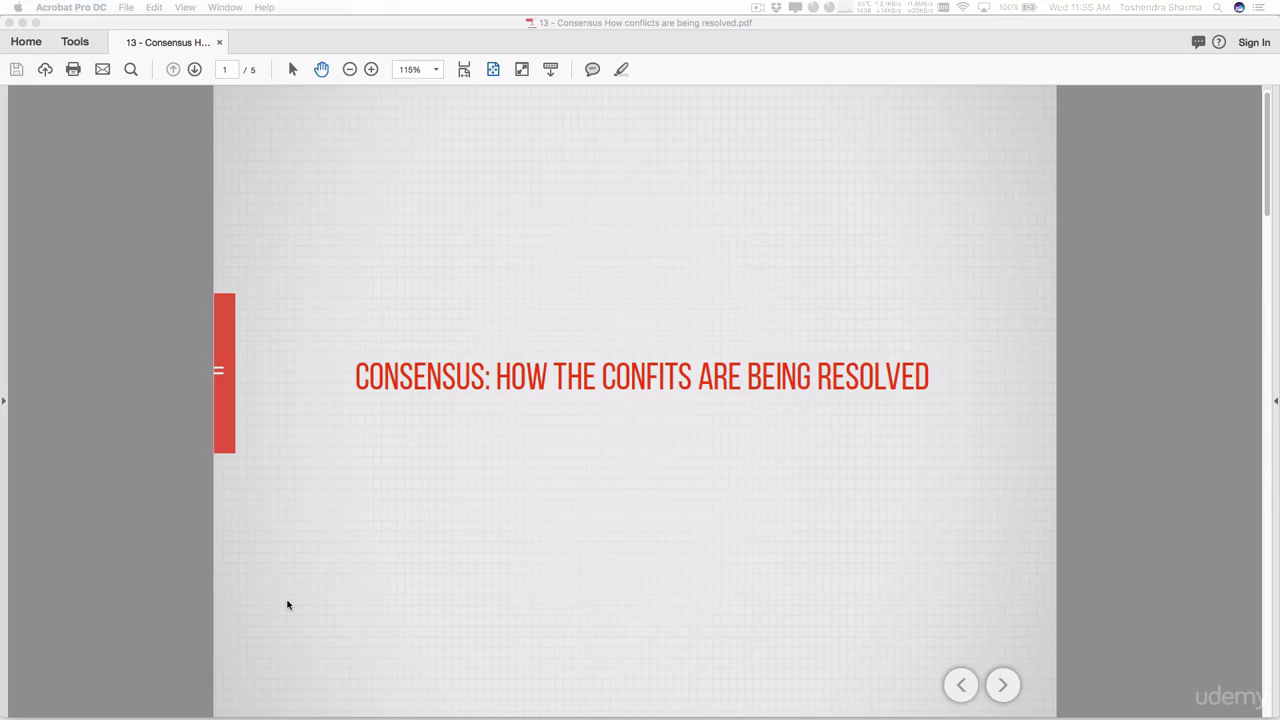 Acrobat Pro DC File Edit View Window Help
100% Wed 11:55 AM Toshendra Sharma
13 - Consensus How conflicts are being resolved.pdf
Home Tools 13 - Consensus H... × Sign In
1 / 5 115%
CONSENSUS: HOW THE CONFITS ARE BEING RESOLVED
udemy